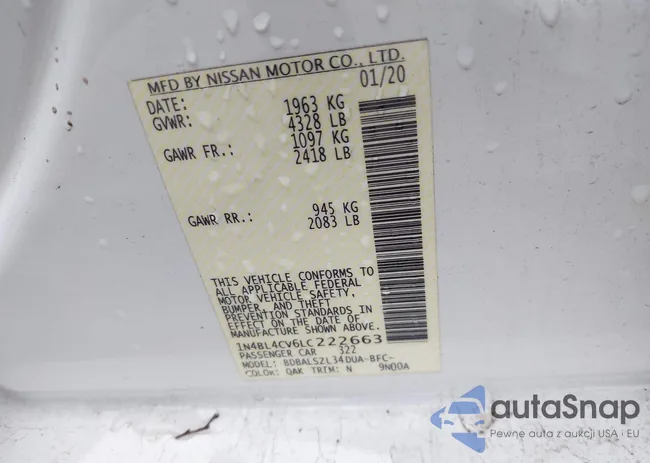 MFD BY NISSAN MOTOR CO., LTD.
DATE: 01/20
GVWR: 1963 KG
4328 LB
GAWR FR.: 1097 KG
2418 LB
GAWR RR.: 945 KG
2083 LB
THIS VEHICLE CONFORMS TO
ALL APPLICABLE FEDERAL
MOTOR VEHICLE SAFETY,
BUMPER, AND THEFT
PREVENTION STANDARDS IN
EFFECT ON THE DATE OF
MANUFACTURE SHOWN ABOVE.
1N4BL4CV6LC222663
PASSENGER CAR 322
MODEL: BDBALSZL34DUA-BFC-
COLOR: QAK TRIM: N 9N00A
autaSnap
Pewne auta z aukcji USA · EU